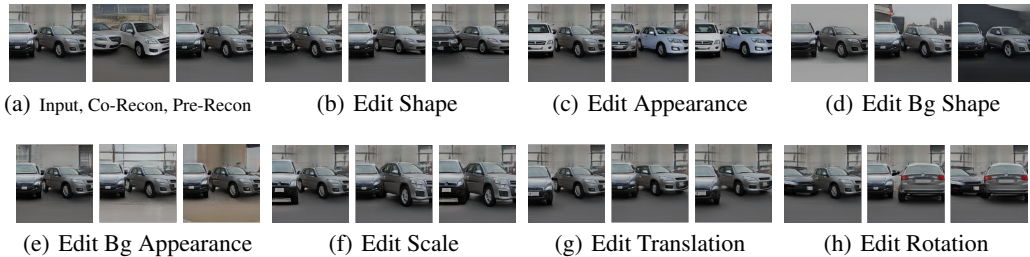 (a) Input, Co-Recon, Pre-Recon (b) Edit Shape (c) Edit Appearance (d) Edit Bg Shape
(e) Edit Bg Appearance (f) Edit Scale (g) Edit Translation (h) Edit Rotation